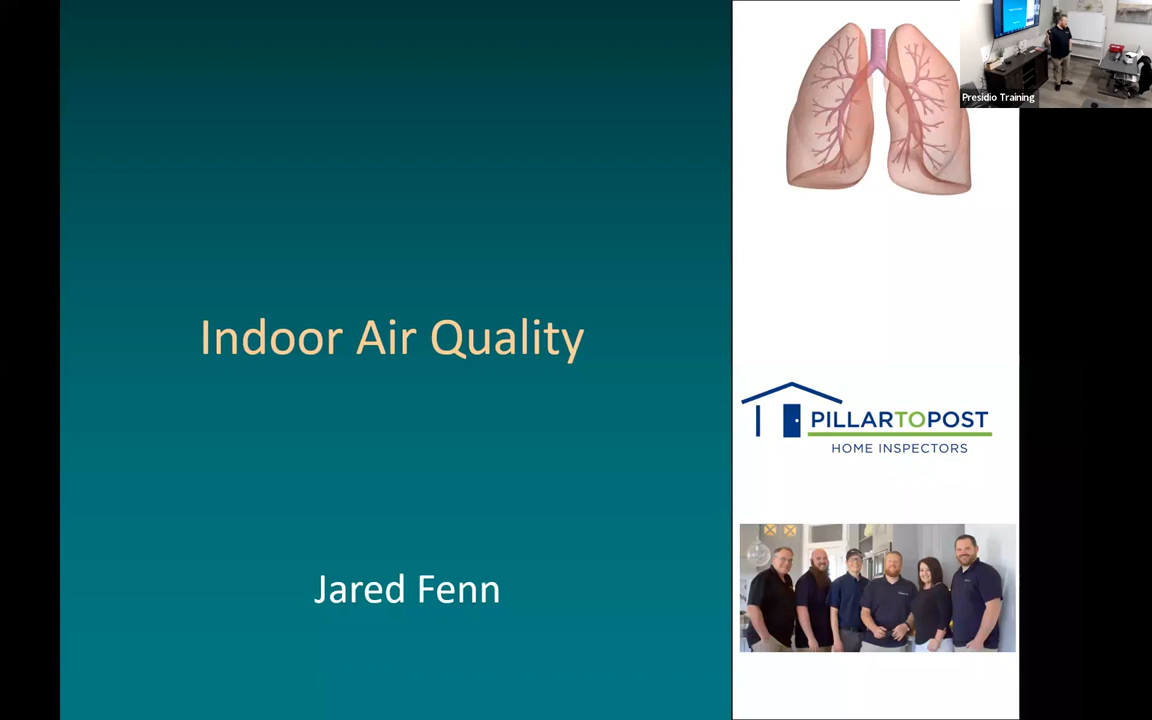 Presidio Training
Indoor Air Quality
PILLARTOPOST
HOME INSPECTORS
Jared Fenn